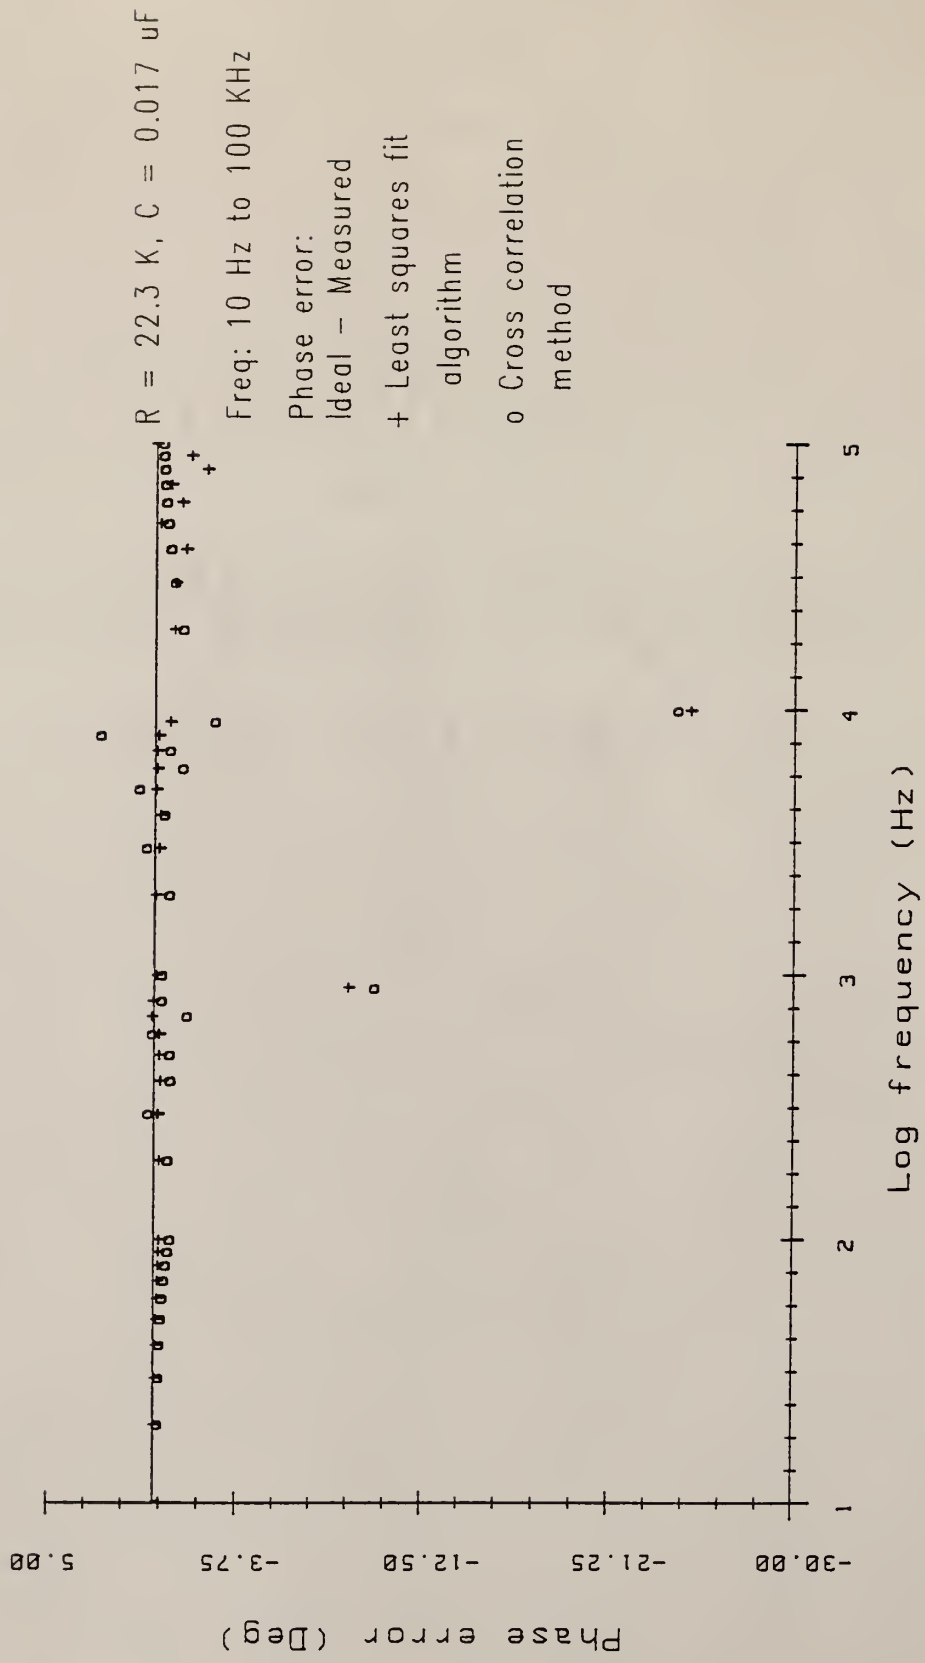 R = 22.3 K, C = 0.017 uF
Freq: 10 Hz to 100 KHz
Phase error:
Ideal – Measured
+ Least squares fit
algorithm
o Cross correlation
method
Phase error (Deg)
5.00
-3.75
-12.50
-21.25
-30.00
1
2
3
4
5
Log frequency (Hz)